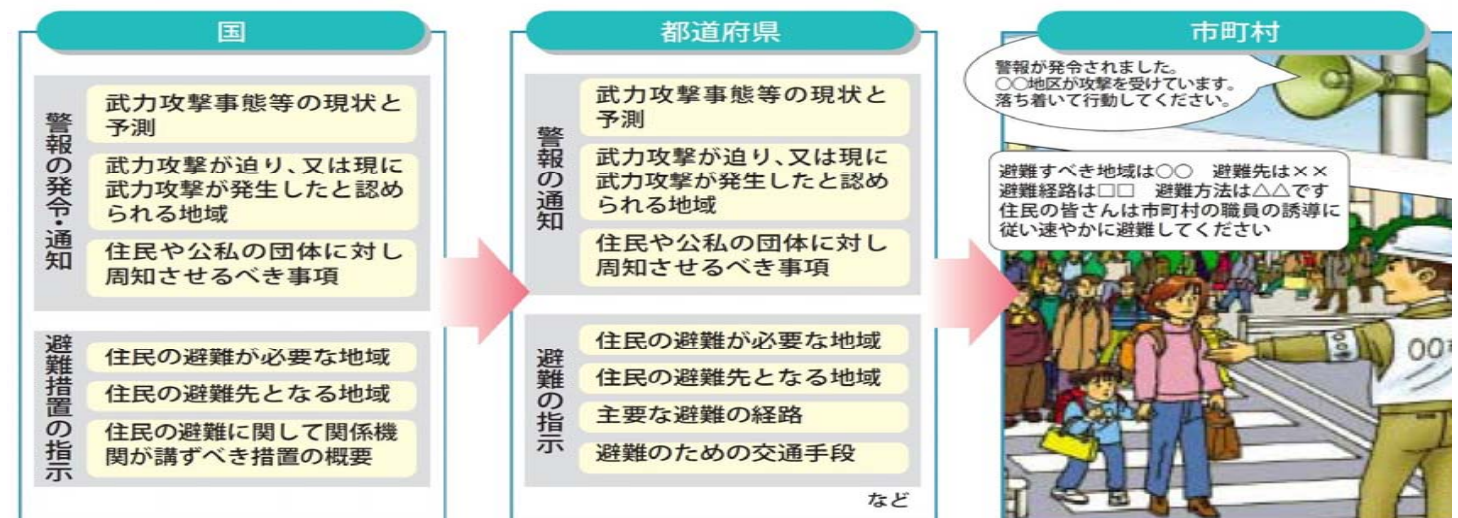 国
警報の発令・通知
武力攻撃事態等の現状と
予測
武力攻撃が迫り、又は現に
武力攻撃が発生したと認め
られる地域
住民や公私の団体に対し
周知させるべき事項
避難措置の指示
住民の避難が必要な地域
住民の避難先となる地域
住民の避難に関して関係機
関が講ずべき措置の概要
都道府県
警報の通知
武力攻撃事態等の現状と
予測
武力攻撃が迫り、又は現に
武力攻撃が発生したと認め
られる地域
住民や公私の団体に対し
周知させるべき事項
避難の指示
住民の避難が必要な地域
住民の避難先となる地域
主要な避難の経路
避難のための交通手段
など
市町村
警報が発令されました。
○○地区が攻撃を受けています。
落ち着いて行動してください。
避難すべき地域は○○　避難先は××
避難経路は□□　避難方法は△△です
住民の皆さんは市町村の職員の誘導に
従い速やかに避難してください